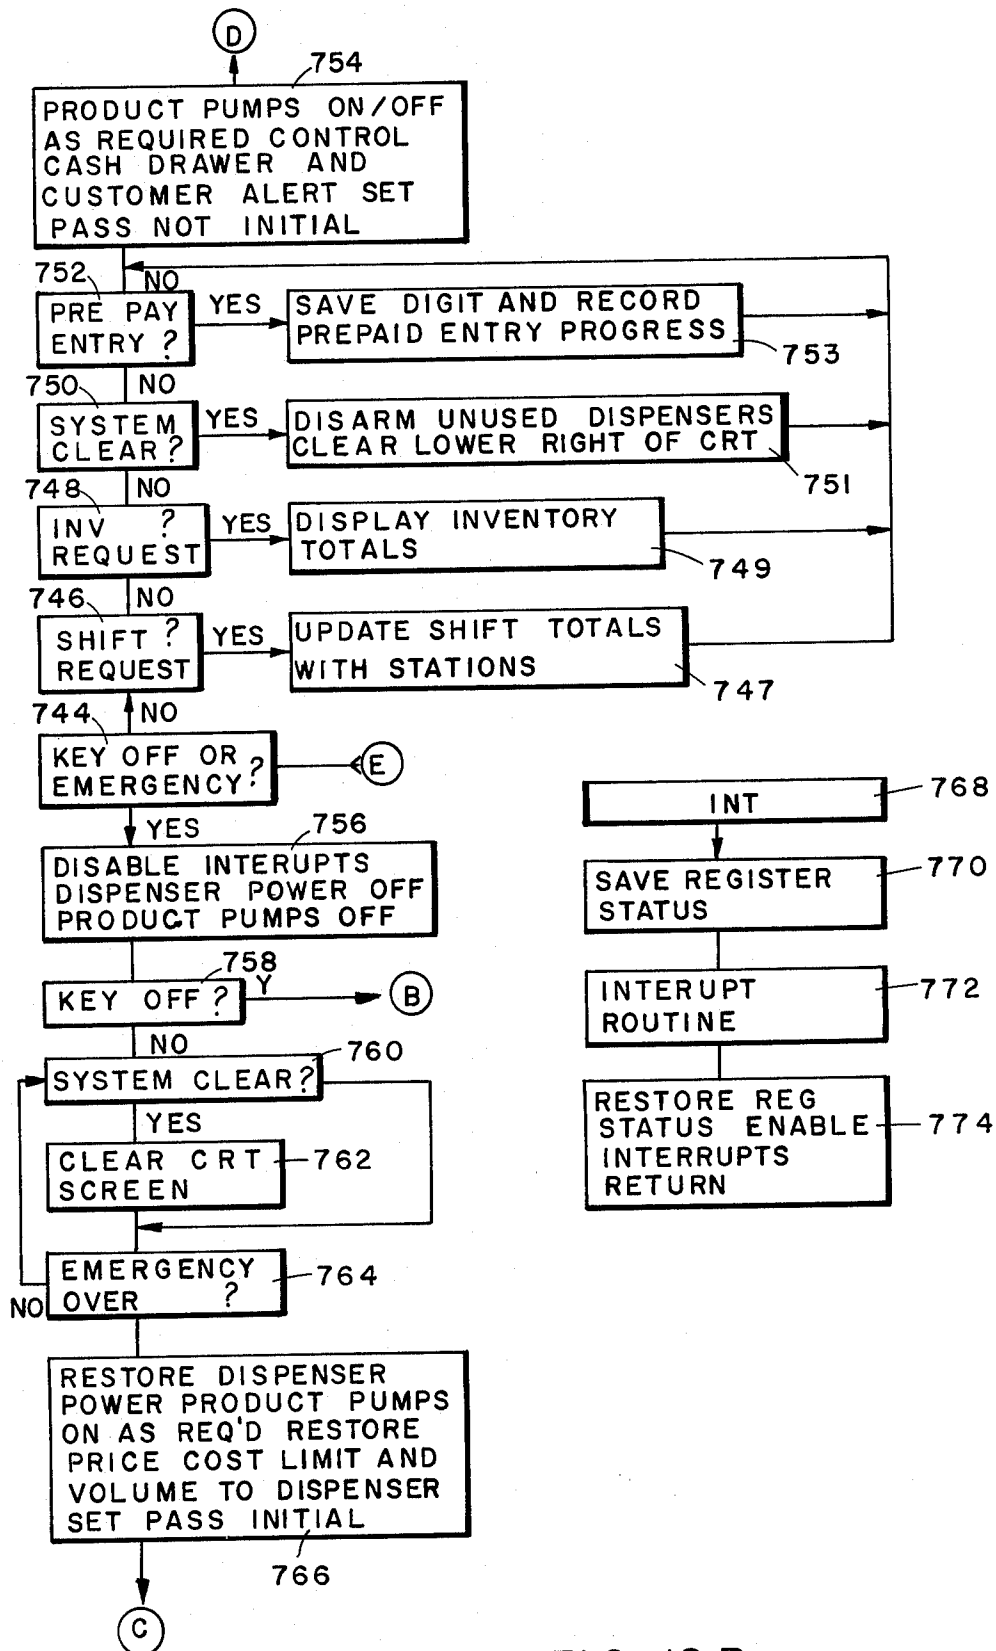 D
754
PRODUCT PUMPS ON/OFF
AS REQUIRED CONTROL
CASH DRAWER AND
CUSTOMER ALERT SET
PASS NOT INITIAL
752
NO
PRE PAY
ENTRY ?
YES
SAVE DIGIT AND RECORD
PREPAID ENTRY PROGRESS
753
750
NO
SYSTEM
CLEAR ?
YES
DISARM UNUSED DISPENSERS
CLEAR LOWER RIGHT OF CRT
751
748
NO
INV ?
REQUEST
YES
DISPLAY INVENTORY
TOTALS
749
746
NO
SHIFT ?
REQUEST
YES
UPDATE SHIFT TOTALS
WITH STATIONS
747
744
NO
KEY OFF OR
EMERGENCY ?
E
YES
756
DISABLE INTERUPTS
DISPENSER POWER OFF
PRODUCT PUMPS OFF
758
KEY OFF ?
Y
B
NO
760
SYSTEM CLEAR ?
YES
CLEAR CRT
SCREEN
762
EMERGENCY
OVER ?
764
NO
RESTORE DISPENSER
POWER PRODUCT PUMPS
ON AS REQ'D RESTORE
PRICE COST LIMIT AND
VOLUME TO DISPENSER
SET PASS INITIAL
766
C
INT
768
SAVE REGISTER
STATUS
770
INTERUPT
ROUTINE
772
RESTORE REG
STATUS ENABLE
INTERRUPTS
RETURN
774